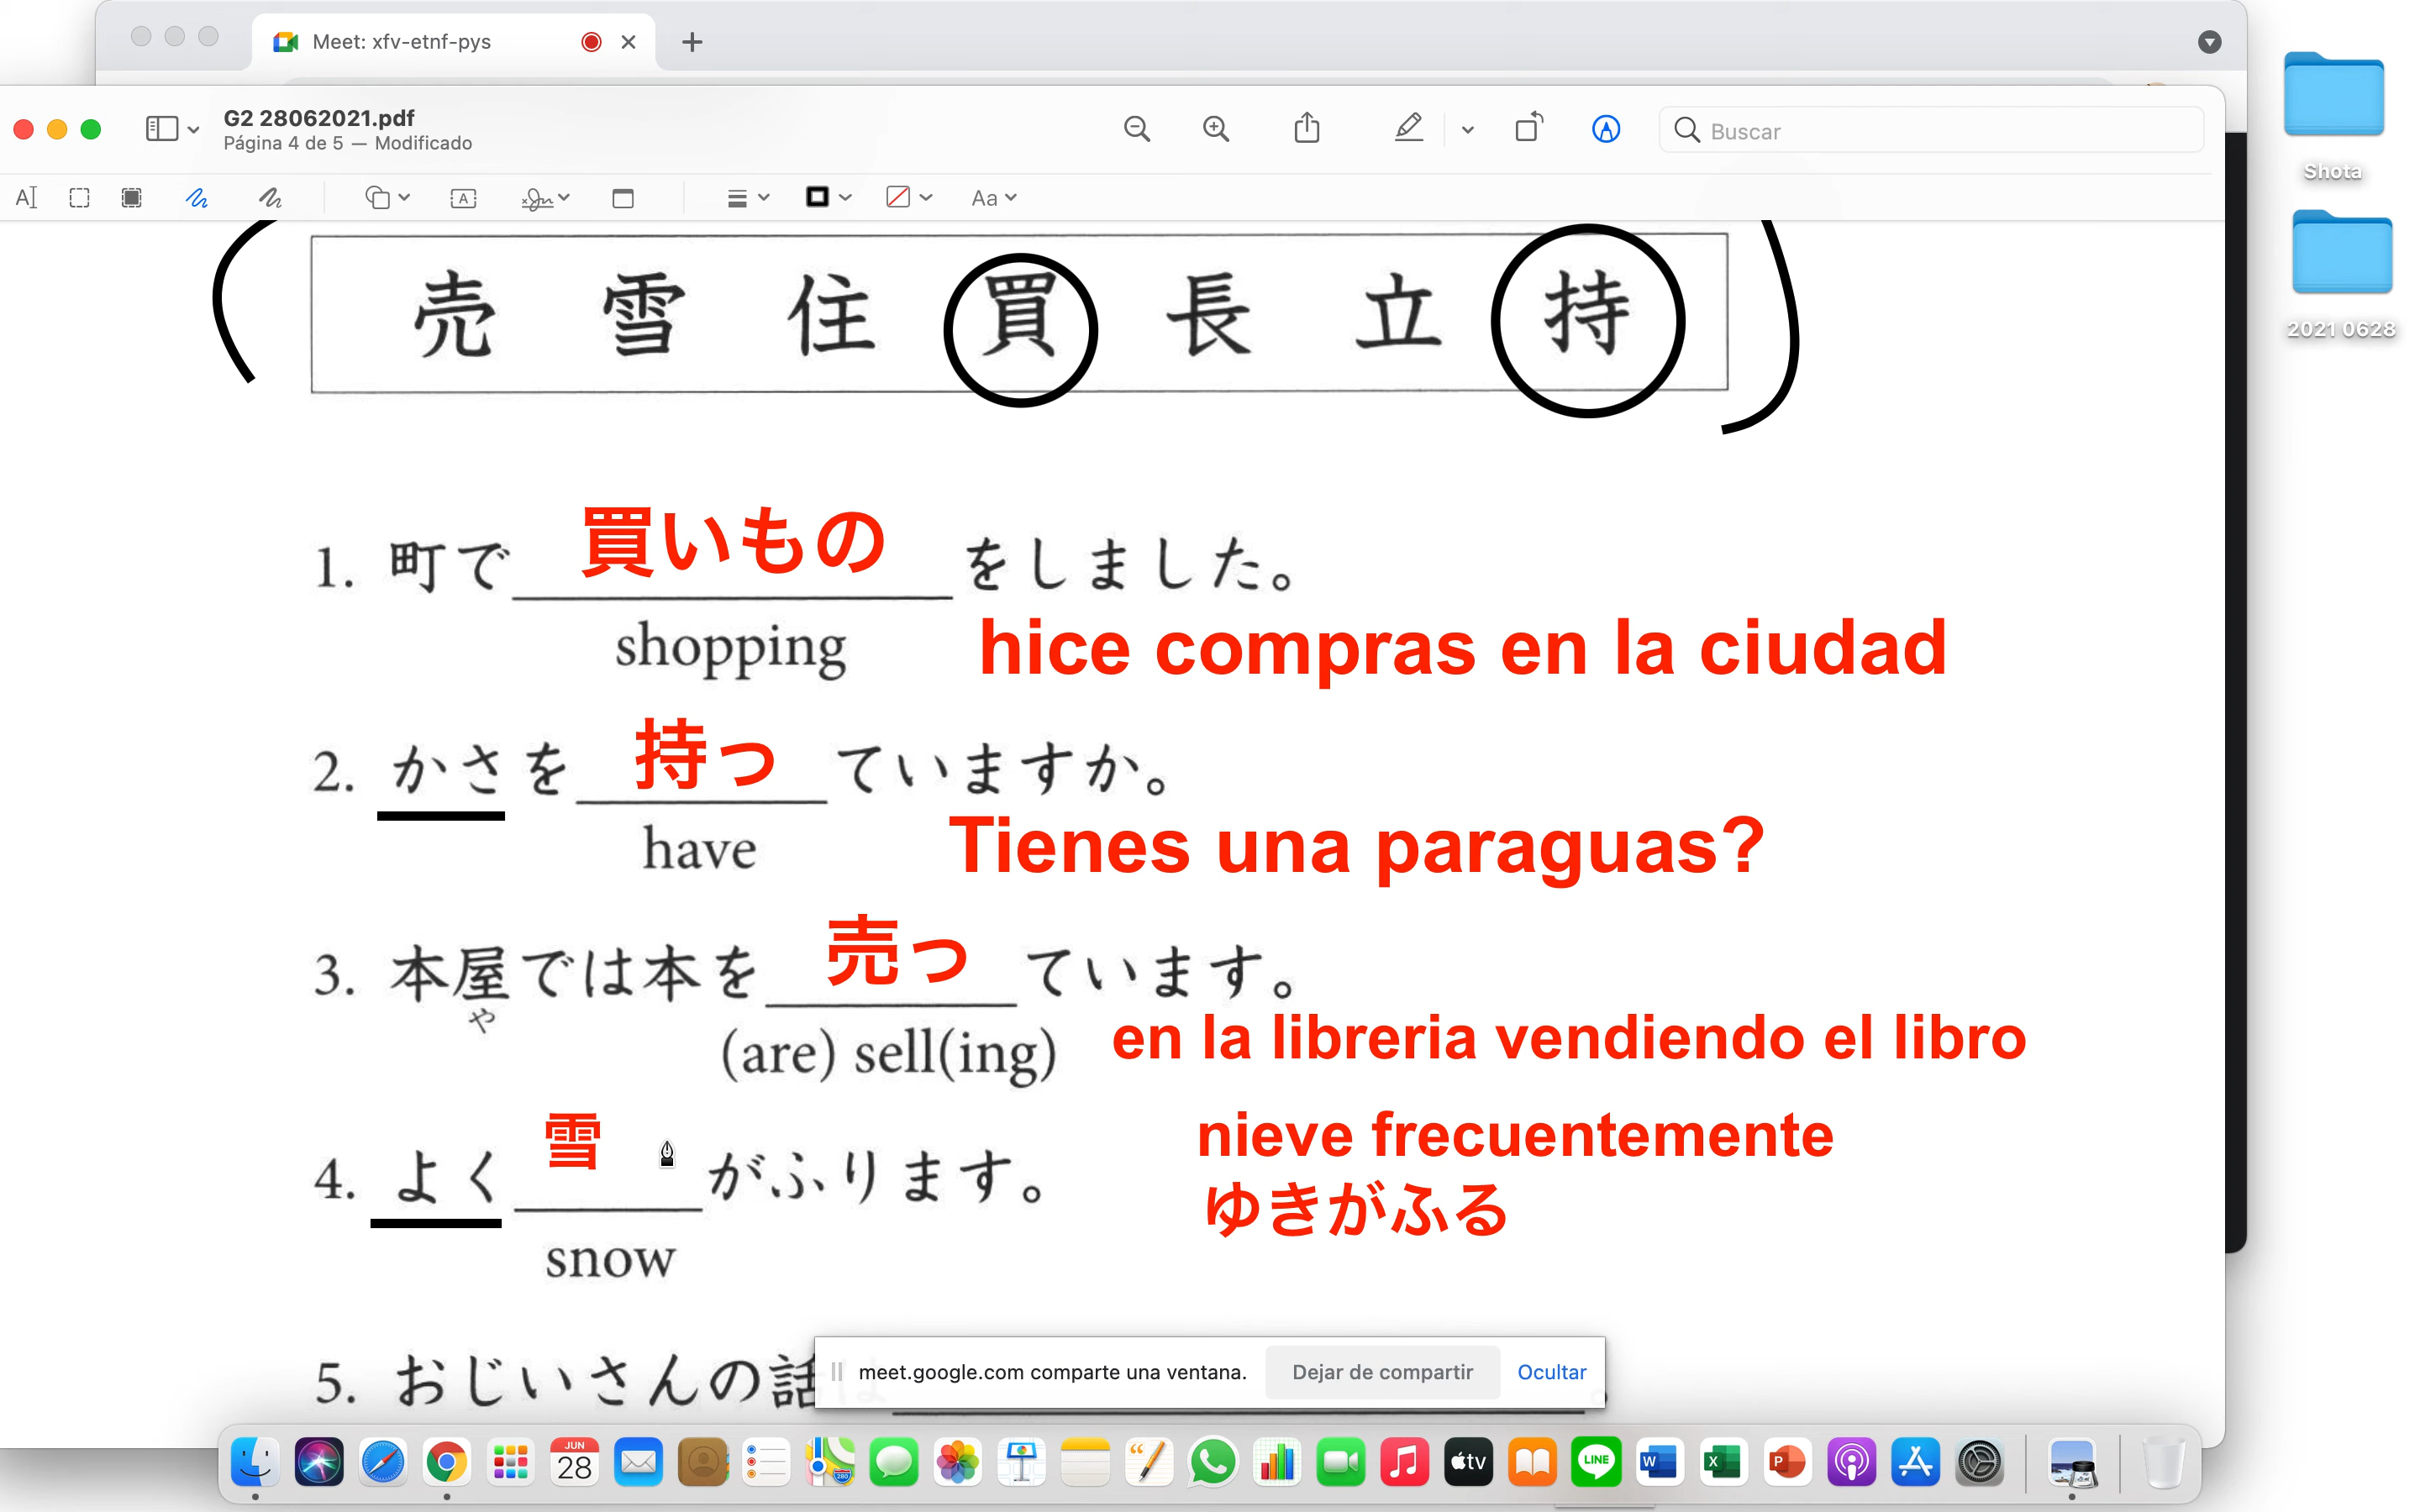 Meet: xfv-etnf-pys
G2 28062021.pdf
Página 4 de 5 — Modificado
Buscar
Aa
Shota
2021 0628
売 雪 住 買 長 立 持
1. 町で 買いもの をしました。
shopping
hice compras en la ciudad
2. かさを 持っ ていますか。
have
Tienes una paraguas?
3. 本屋では本を 売っ ています。
や
(are) sell(ing)
en la libreria vendiendo el libro
4. よく 雪 がふります。
snow
nieve frecuentemente
ゆきがふる
5. おじいさんの話は
meet.google.com comparte una ventana.
Dejar de compartir
Ocultar
JUN
28
280
tv
LINE
W
X
P